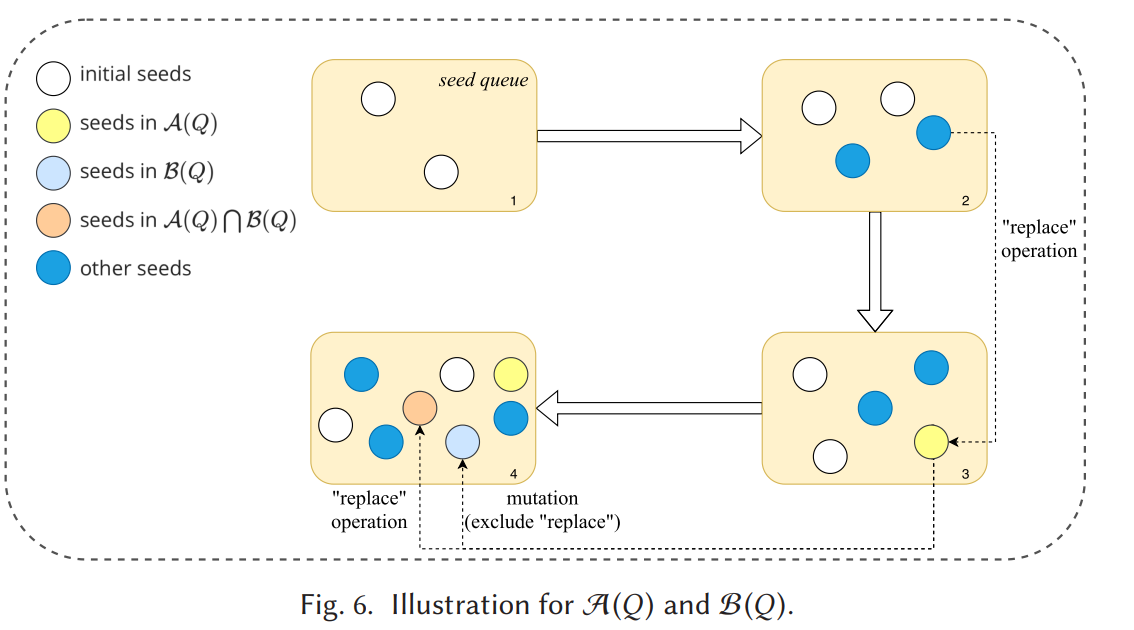 initial seeds
seeds in 𝒜(Q)
seeds in ℬ(Q)
seeds in 𝒜(Q)⋂ℬ(Q)
other seeds
seed queue
1
2
"replace"
operation
3
4
"replace"
operation
mutation
(exclude "replace")
Fig. 6. Illustration for 𝒜(Q) and ℬ(Q).